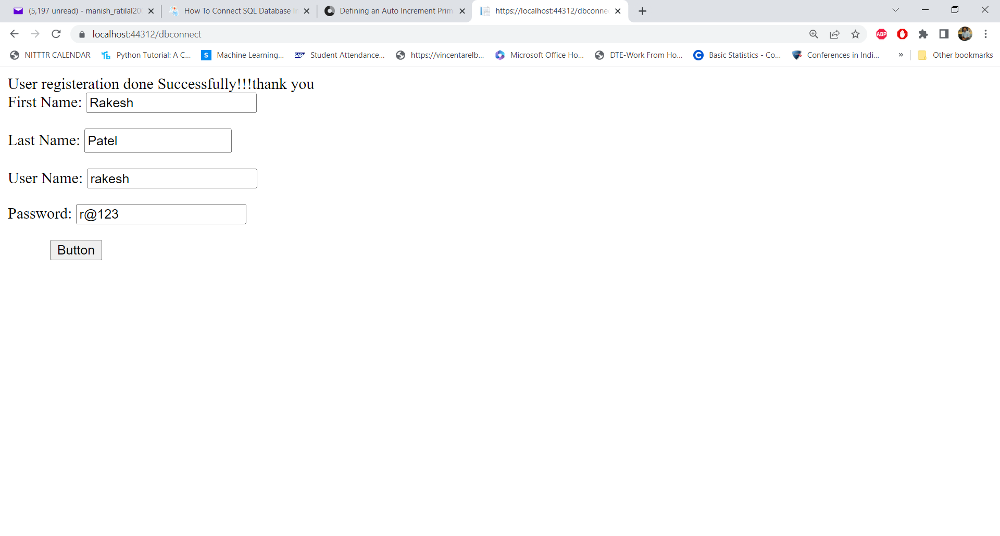 (5,197 unread) - manish_ratilal20
How To Connect SQL Database In
Defining an Auto Increment Prim
https://localhost:44312/dbconne
localhost:44312/dbconnect
ABP
NITTTR CALENDAR
Python Tutorial: A C...
S Machine Learning...
SAP Student Attendance...
https://vincentarelb...
Microsoft Office Ho...
DTE-Work From Ho...
C Basic Statistics - Co...
Conferences in Indi...
»
Other bookmarks
User registeration done Successfully!!!thank you
First Name: Rakesh
Last Name: Patel
User Name: rakesh
Password: r@123
Button